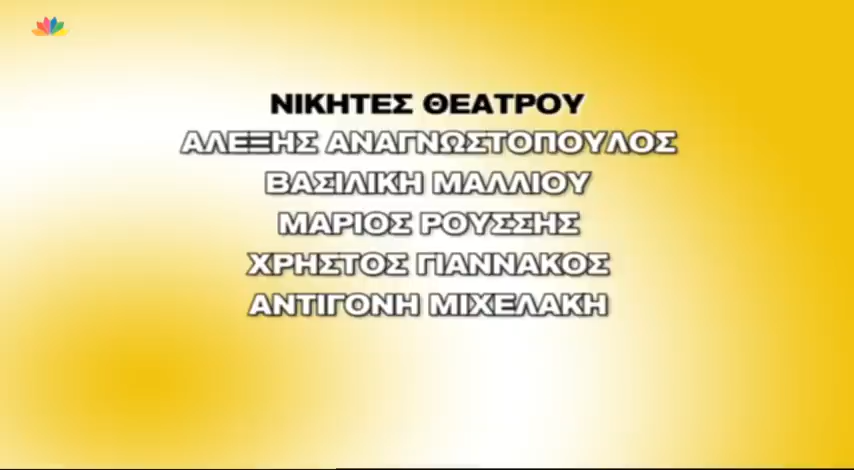 ΝΙΚΗΤΕΣ ΘΕΑΤΡΟΥ
ΑΛΕΞΗΣ ΑΝΑΓΝΩΣΤΟΠΟΥΛΟΣ
ΒΑΣΙΛΙΚΗ ΜΑΛΛΙΟΥ
ΜΑΡΙΟΣ ΡΟΥΣΣΗΣ
ΧΡΗΣΤΟΣ ΓΙΑΝΝΑΚΟΣ
ΑΝΤΙΓΟΝΗ ΜΙΧΕΛΑΚΗ